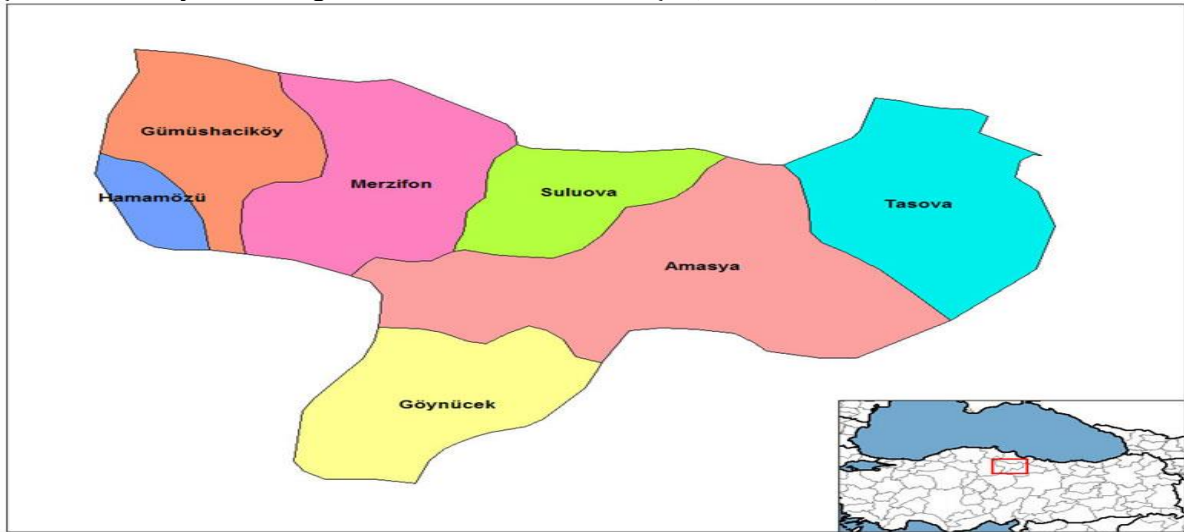 Gümüshaciköy
Hamamözü
Merzifon
Suluova
Tasova
Amasya
Göynücek